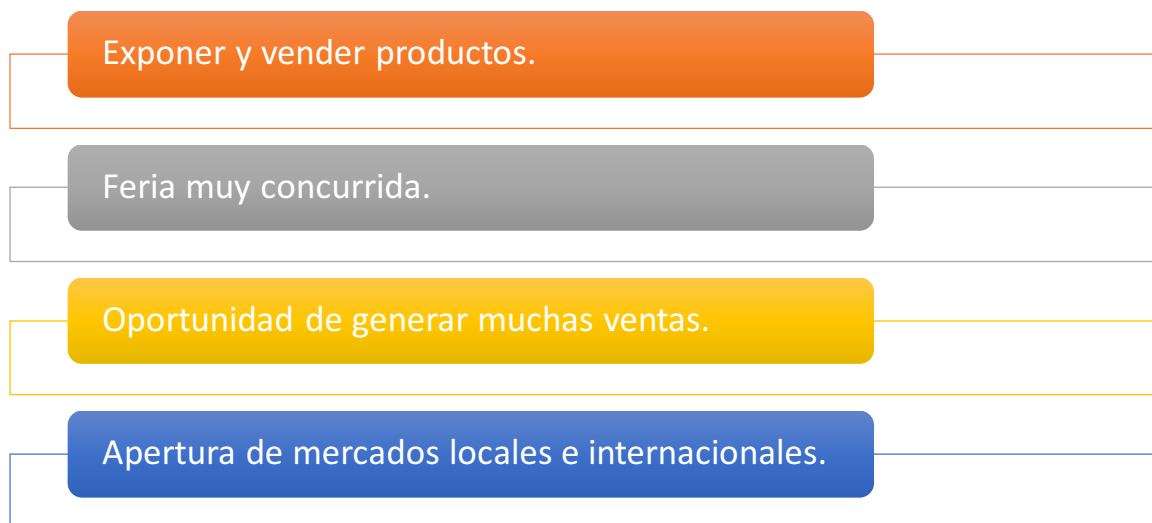 Exponer y vender productos.
Feria muy concurrida.
Oportunidad de generar muchas ventas.
Apertura de mercados locales e internacionales.